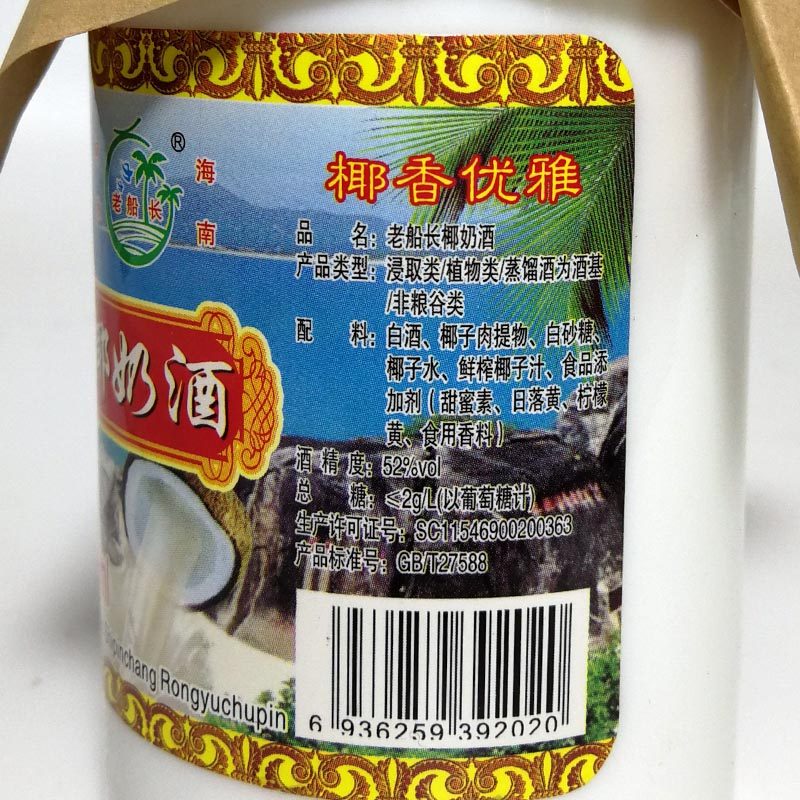 ®
海南
老船长
椰香优雅
品 名：老船长椰奶酒
产品类型：浸取类/植物类/蒸馏酒为酒基
/非粮谷类
配 料：白酒、椰子肉提物、白砂糖、
椰子水、鲜榨椰子汁、食品添
加剂（甜蜜素、日落黄、柠檬
黄、食用香料）
酒 精 度：52%vol
总 糖：≤2g/L(以葡萄糖计)
生产许可证号：SC11546900200363
产品标准号：GB/T27588
奶酒
pinchang Rongyuchupin
6 936259 392020